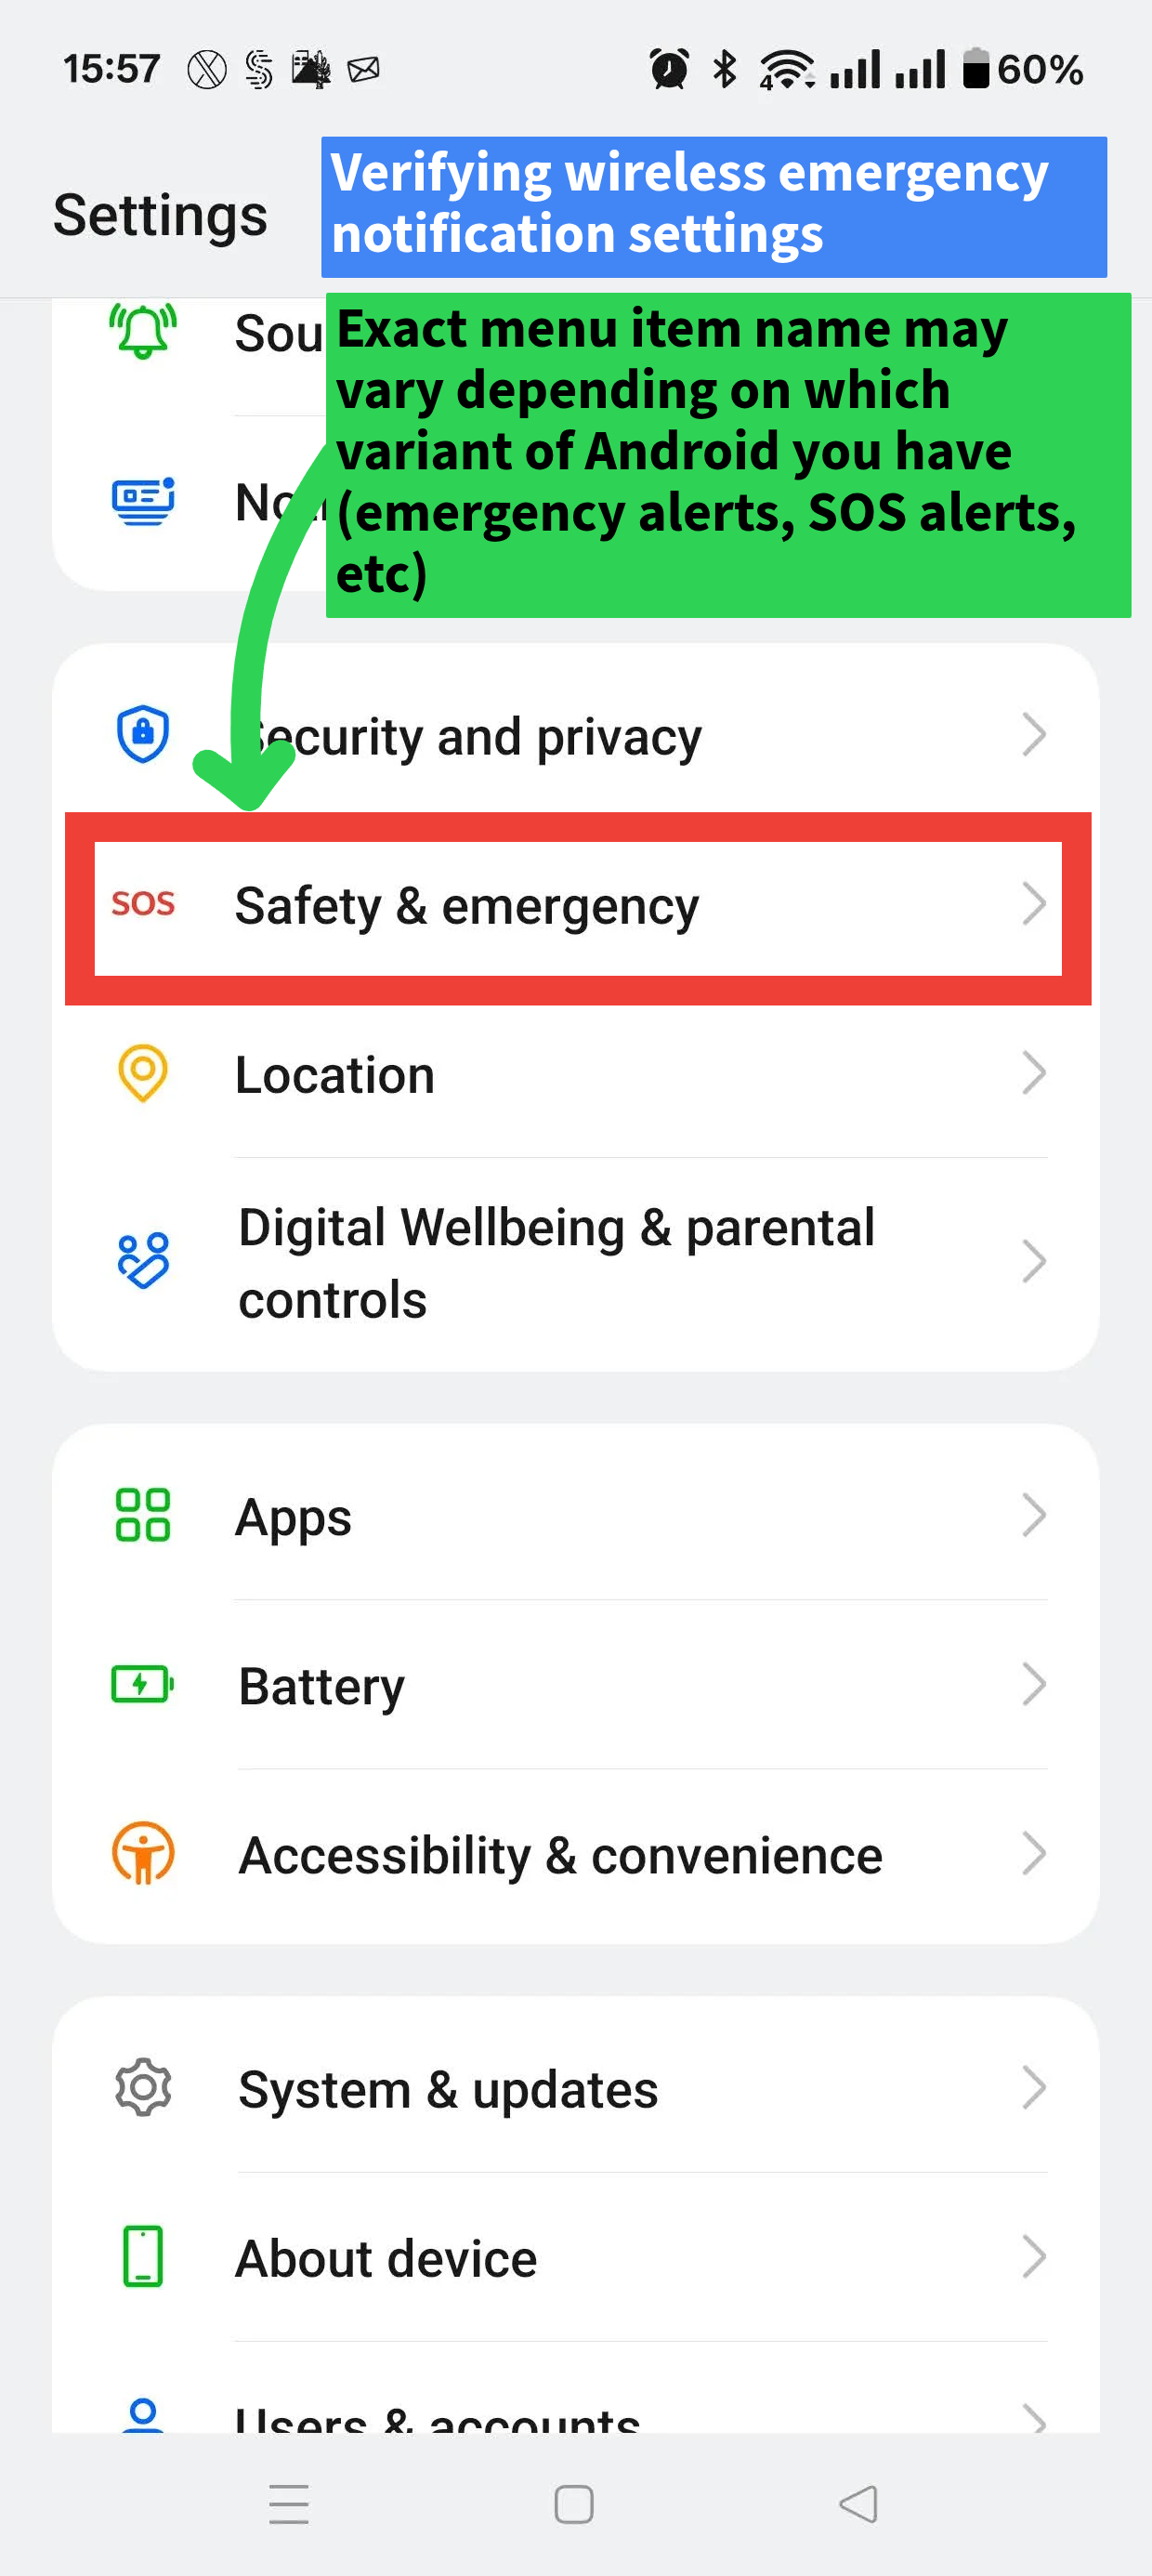 15:57
4
60%
Settings
Verifying wireless emergency
notification settings
Exact menu item name may
vary depending on which
variant of Android you have
(emergency alerts, SOS alerts,
etc)
Security and privacy
SOS Safety & emergency
Location
Digital Wellbeing & parental
controls
Apps
Battery
Accessibility & convenience
System & updates
About device
Users & accounts